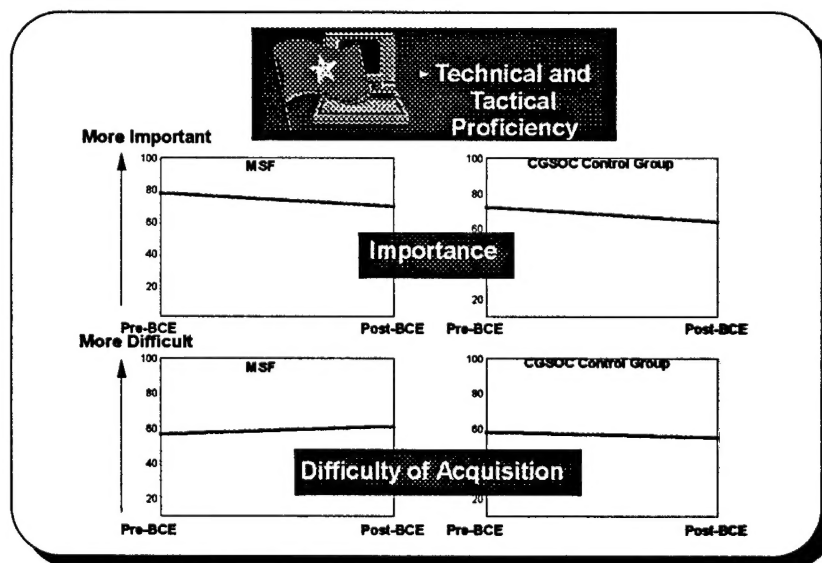 - Technical and
Tactical
Proficiency
More Important
MSF
100
80
60
40
20
Pre-BCE
Post-BCE
CGSOC Control Group
100
80
60
20
Pre-BCE
Post-BCE
Importance
More Difficult
MSF
100
80
60
40
20
Pre-BCE
Post-BCE
CGSOC Control Group
100
80
60
40
20
Pre-BCE
Post-BCE
Difficulty of Acquisition